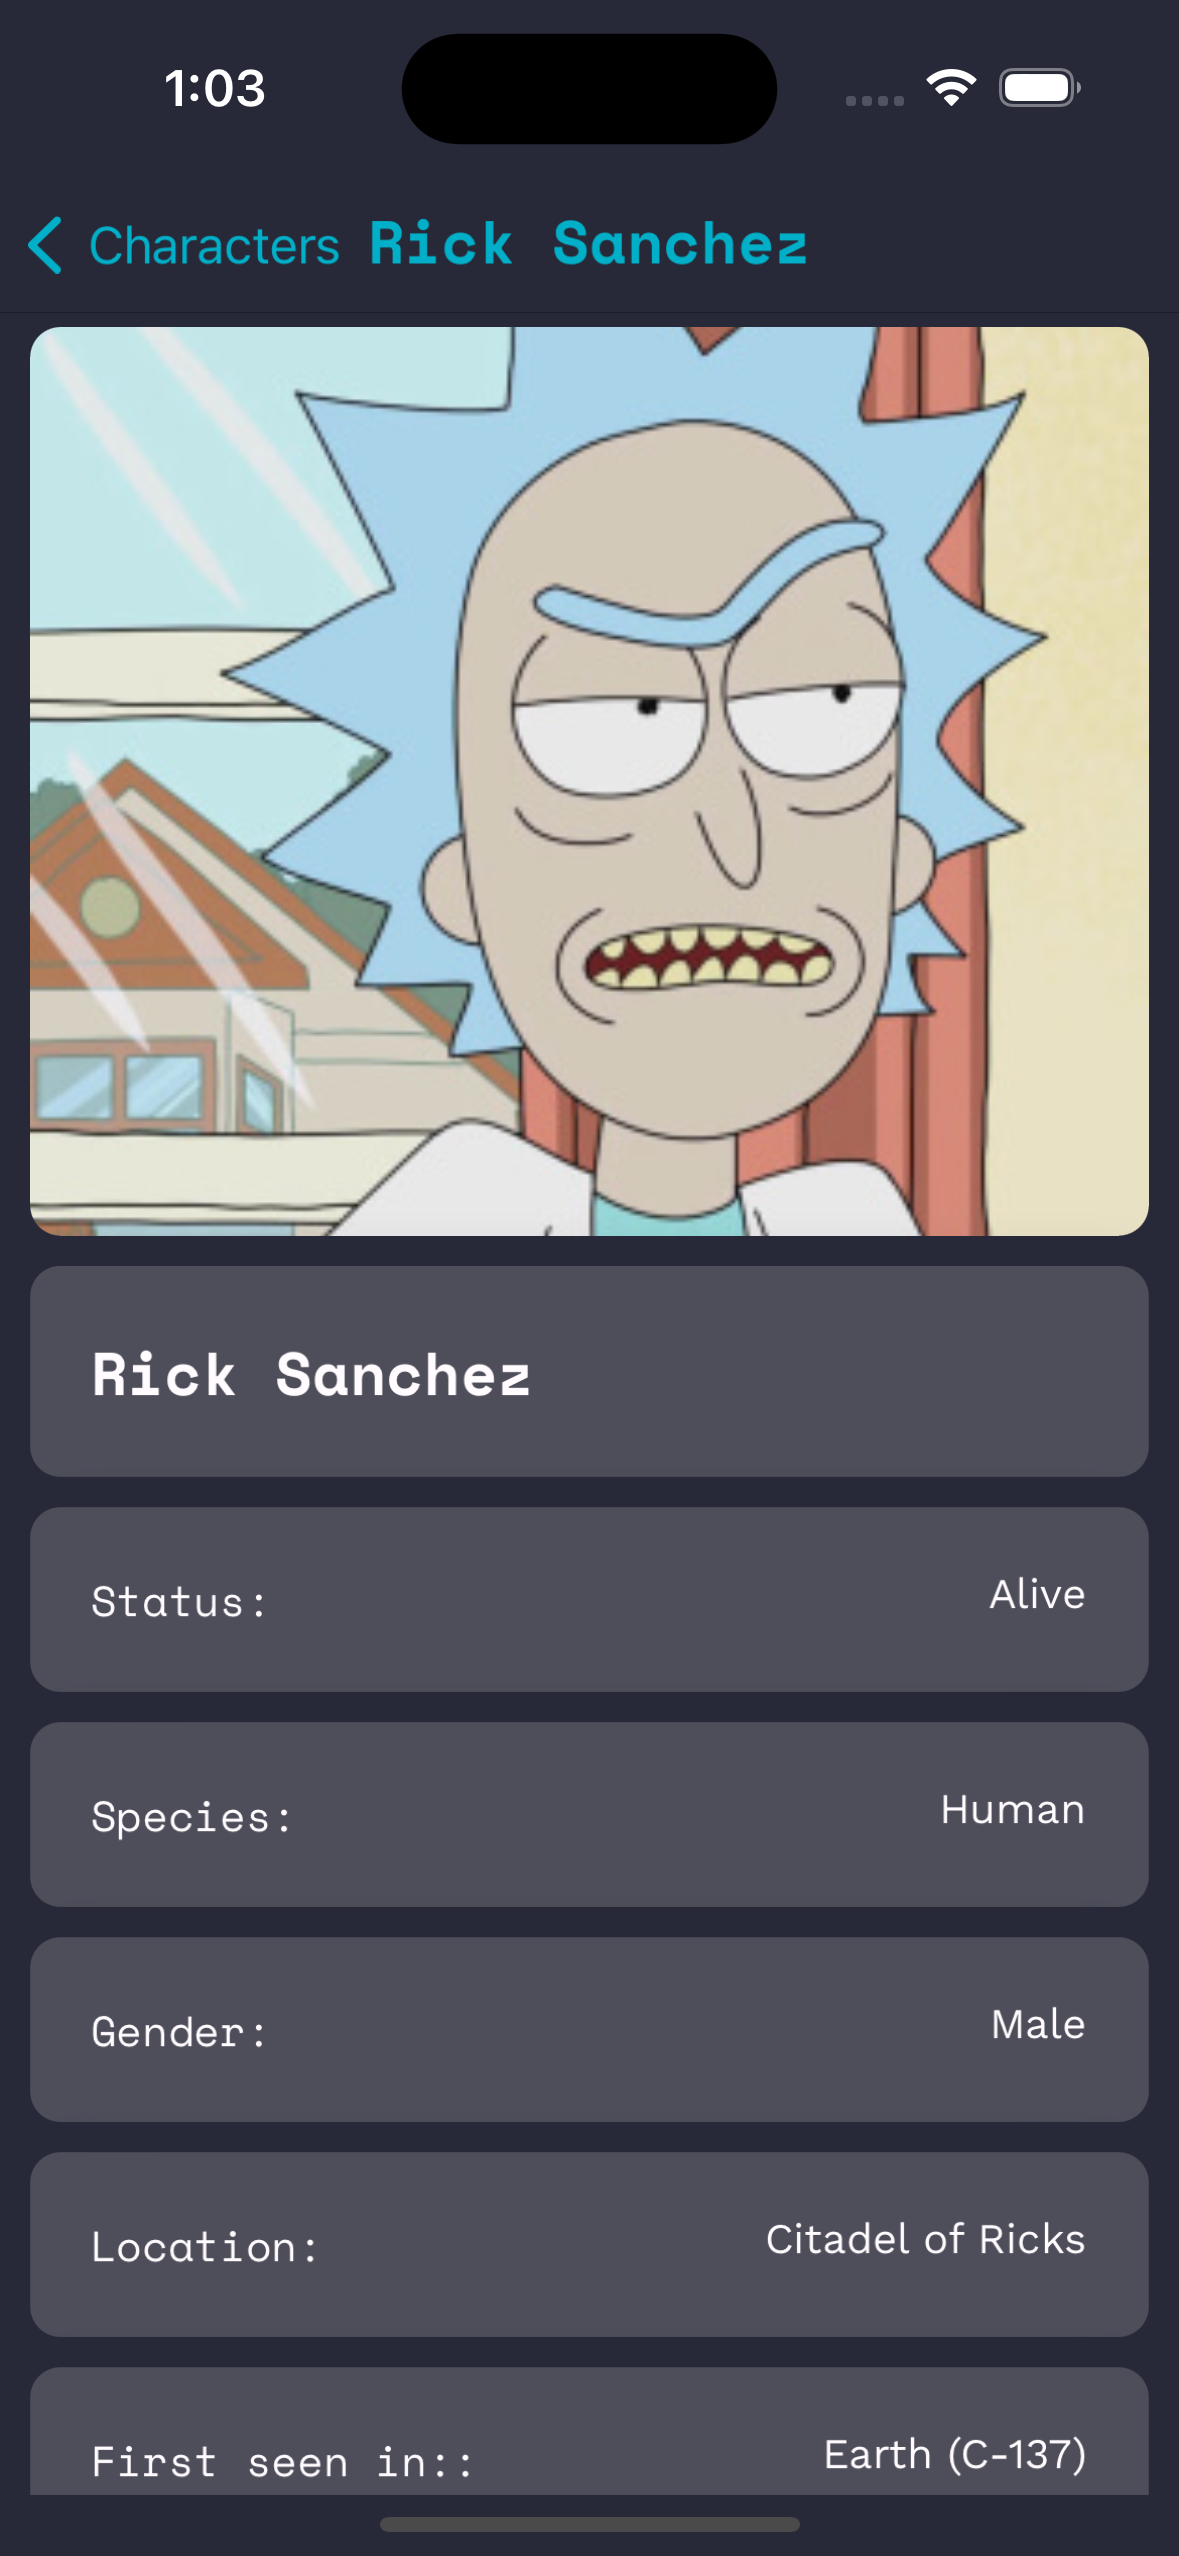 1:03
Characters Rick Sanchez
Rick Sanchez
Status: Alive
Species: Human
Gender: Male
Location: Citadel of Ricks
First seen in:: Earth (C-137)